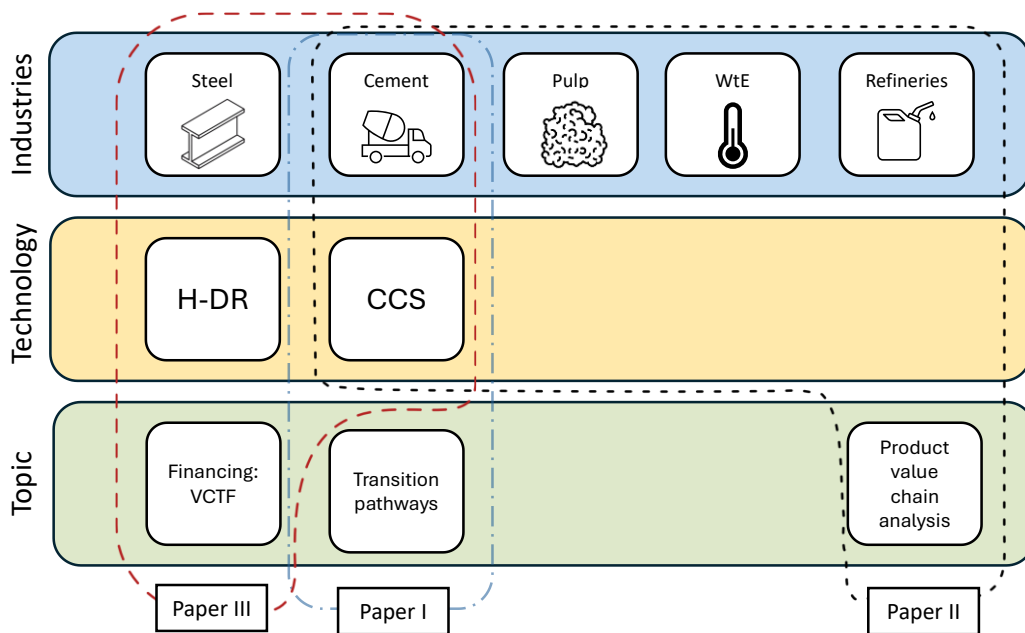 Industries
Steel
Cement
Pulp
WtE
Refineries
Technology
H-DR
CCS
Topic
Financing:
VCTF
Transition
pathways
Product
value
chain
analysis
Paper III
Paper I
Paper II